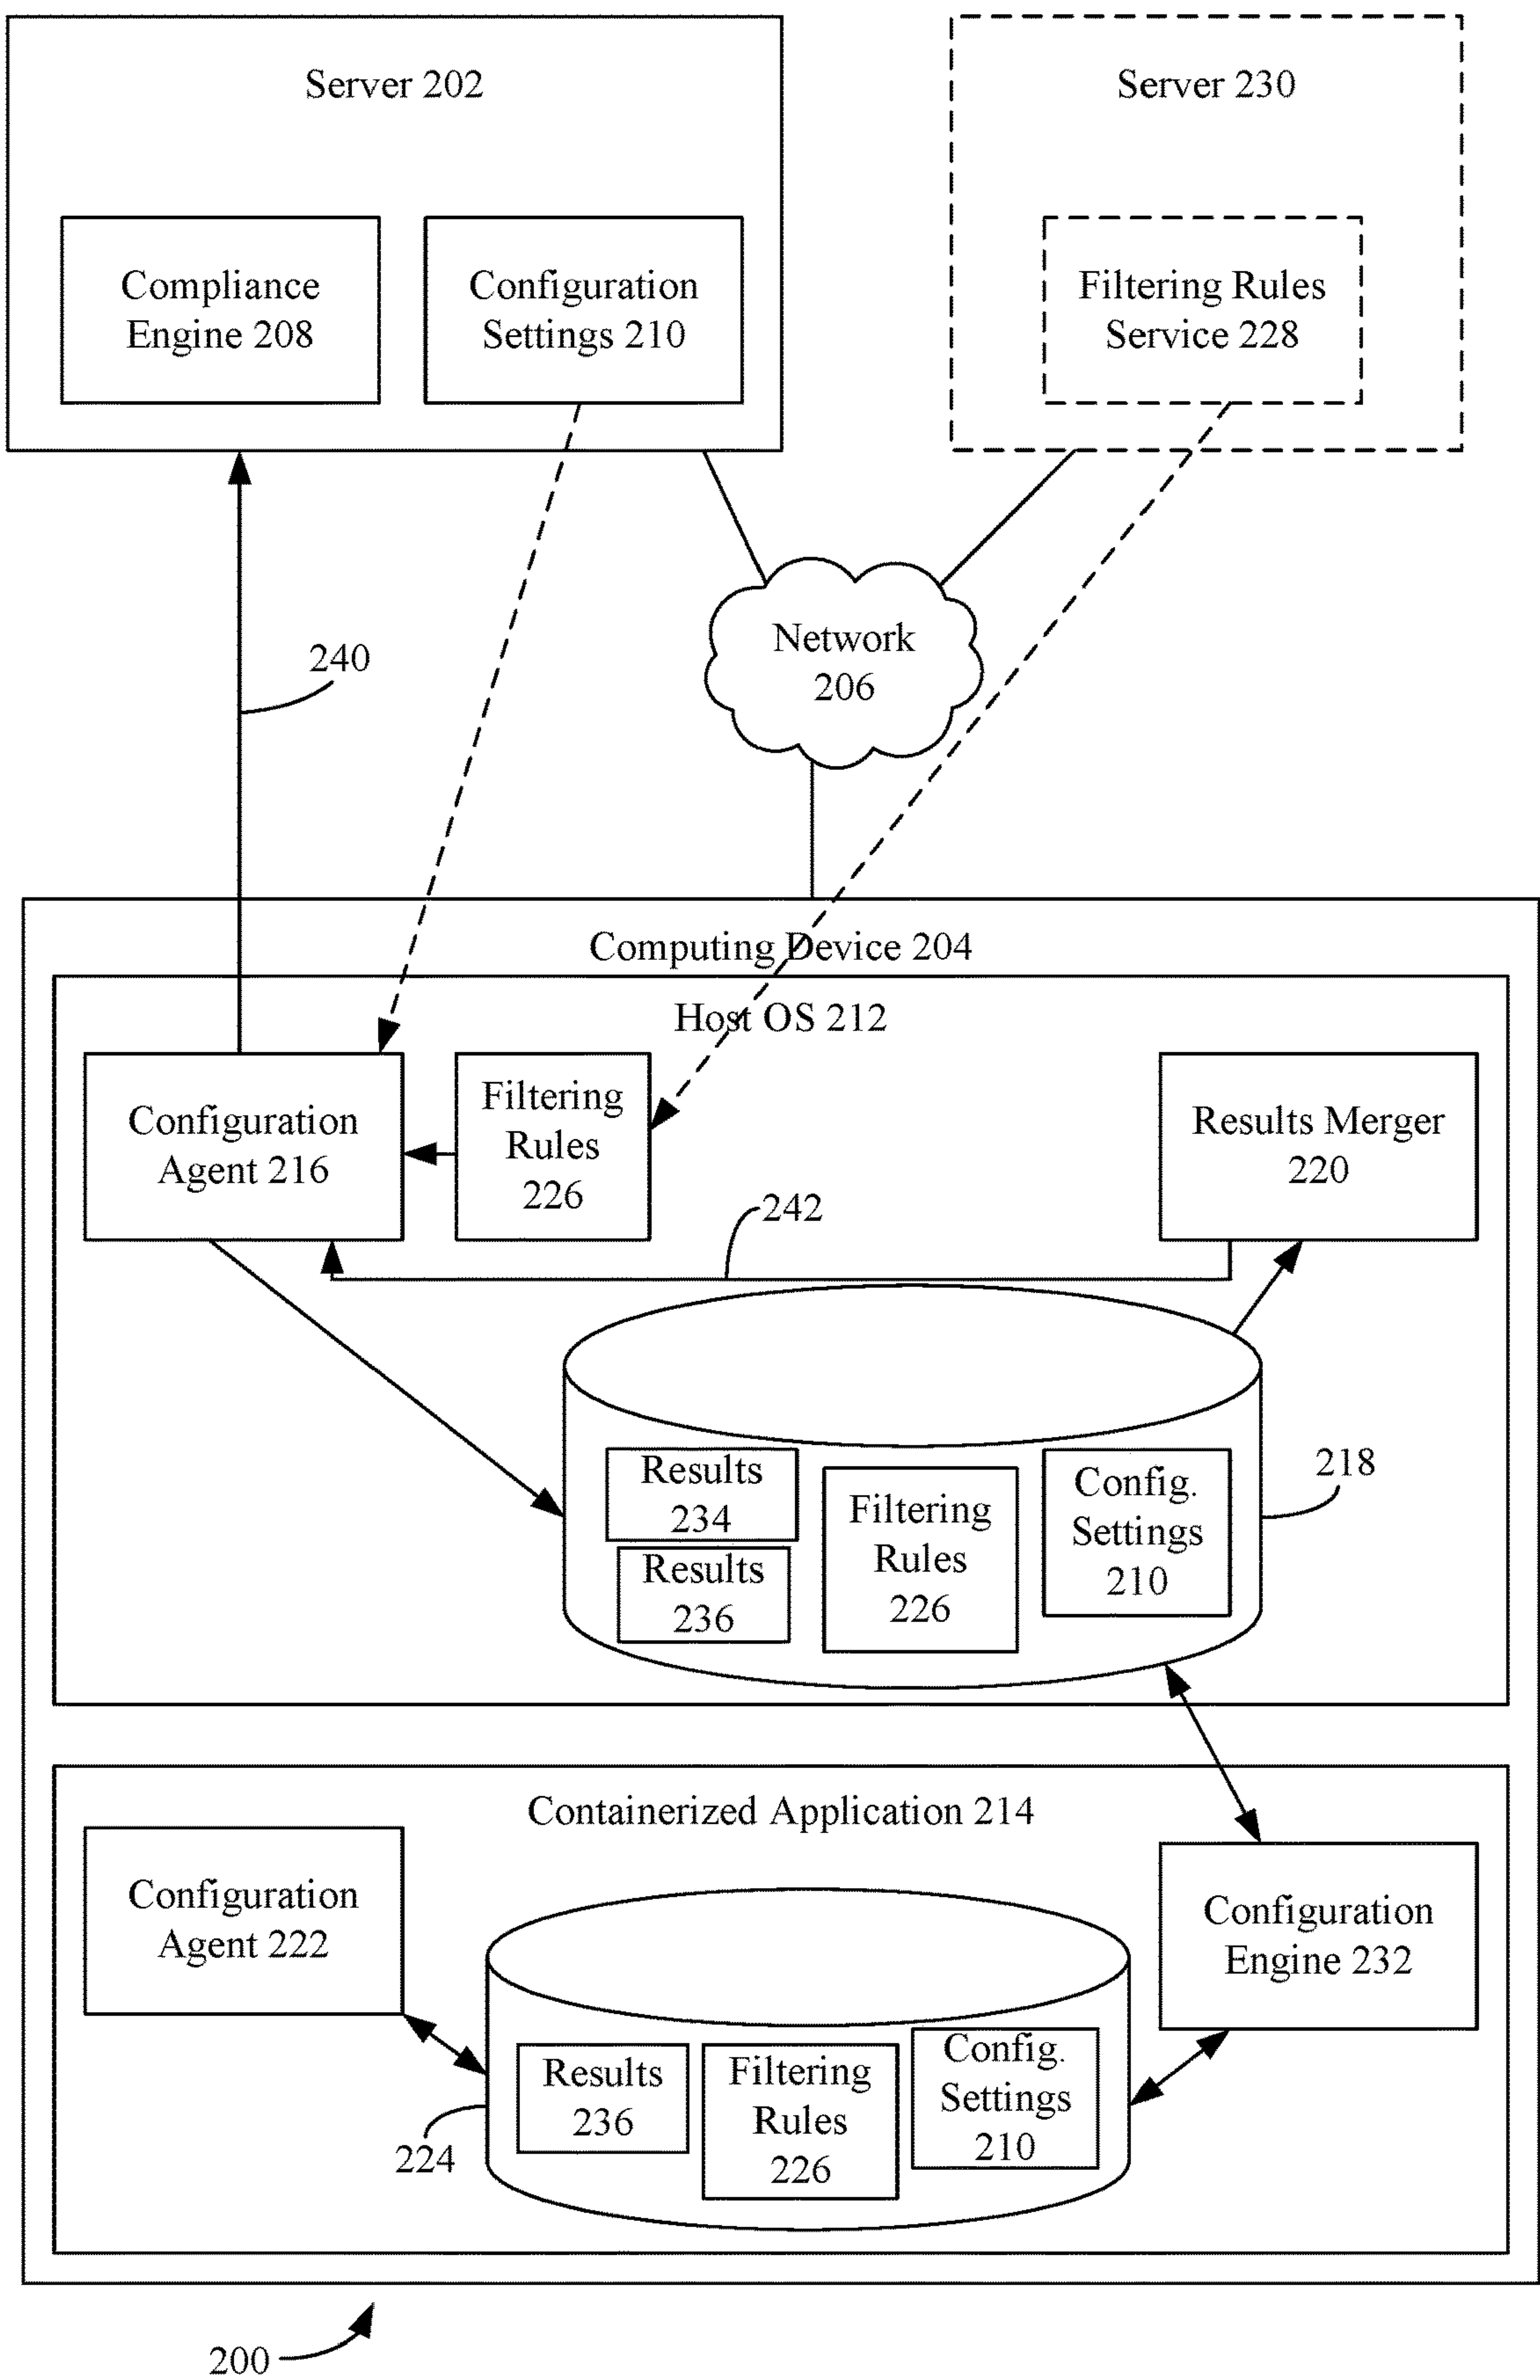 Server 202
Server 230
Compliance
Engine 208
Configuration
Settings 210
Filtering Rules
Service 228
240
Network
206
Computing Device 204
Host OS 212
Configuration
Agent 216
Filtering
Rules
226
Results Merger
220
242
218
Results
234
Results
236
Filtering
Rules
226
Config.
Settings
210
Containerized Application 214
Configuration
Agent 222
Configuration
Engine 232
Results
236
Filtering
Rules
226
Config.
Settings
210
224
200